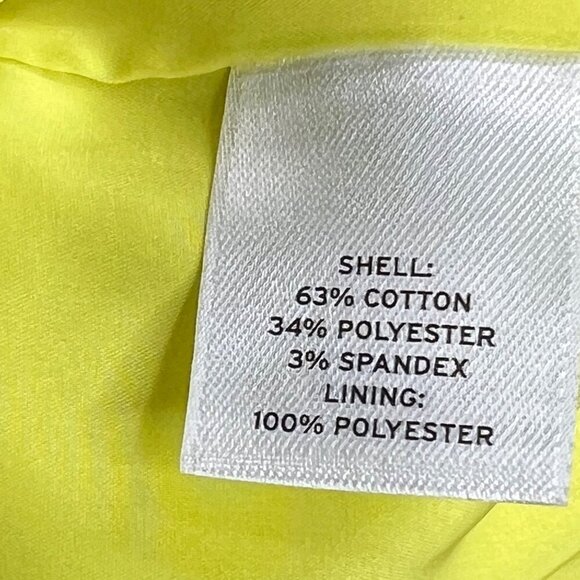 SHELL:
63% COTTON
34% POLYESTER
3% SPANDEX
LINING:
100% POLYESTER